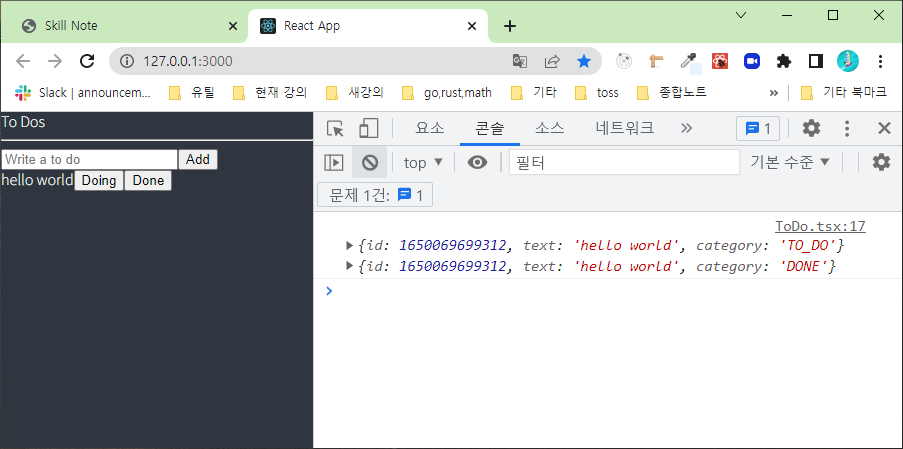 Skill Note
React App
127.0.0.1:3000
Slack | announcem...
유틸
현재 강의
새강의
go,rust,math
기타
toss
종합노트
»
기타 북마크
To Dos
Write a to do
Add
hello world
Doing
Done
요소
콘솔
소스
네트워크
»
1
top ▼
필터
기본 수준 ▼
문제 1건: 1
ToDo.tsx:17
▶ {id: 1650069699312, text: 'hello world', category: 'TO_DO'}
▶ {id: 1650069699312, text: 'hello world', category: 'DONE'}
>